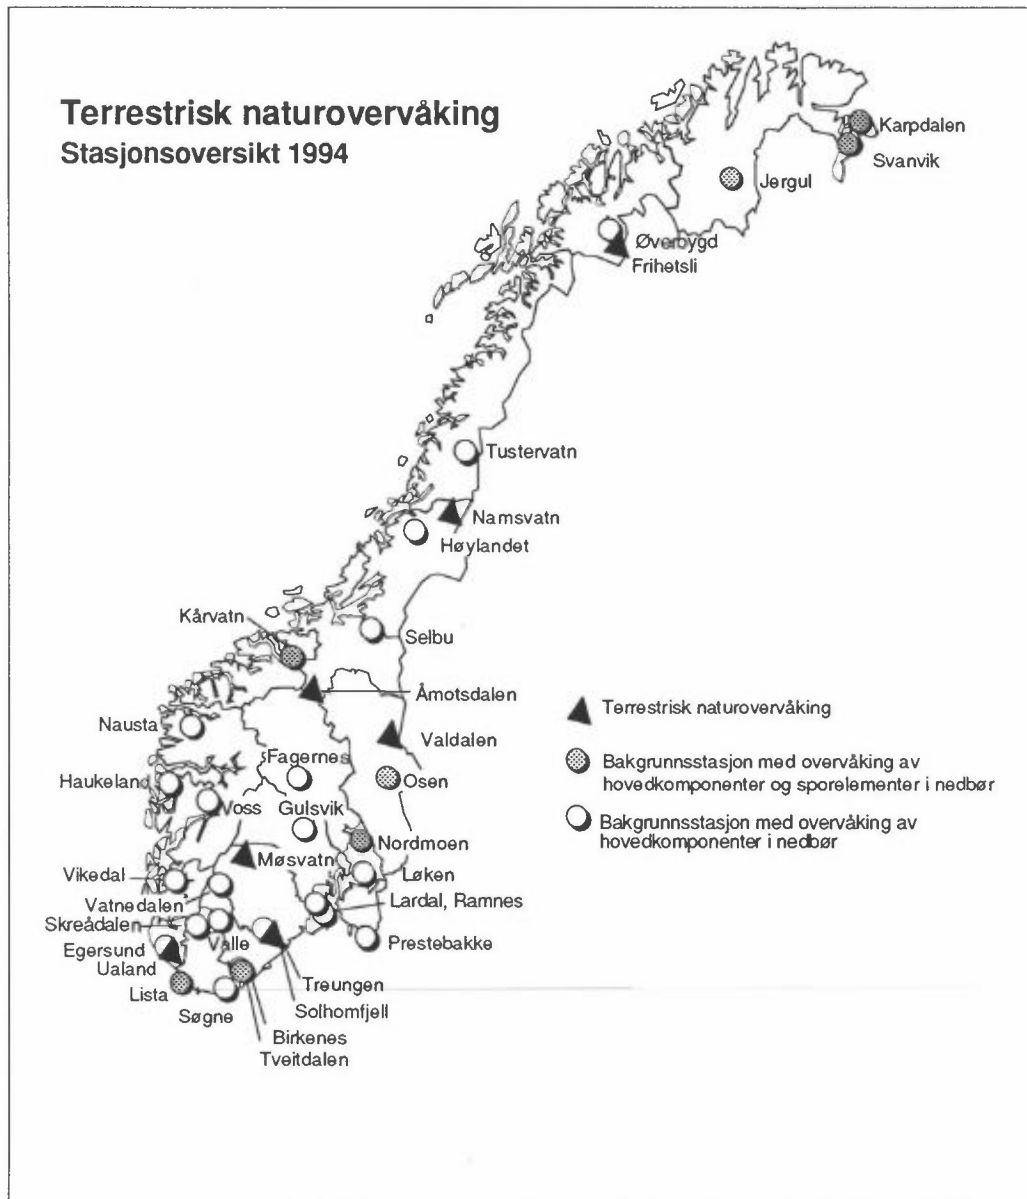 Terrestrisk naturovervåking
Stasjonsoversikt 1994
Karpdalen
Svanvik
Jergul
Øverbygd
Frihetsli
Tustervatn
Namsvatn
Høylandet
Kårvatn
Selbu
Åmotsdalen
Nausta
Valdalen
Fagernes
Haukeland
Osen
Voss
Gulsvik
Nordmoen
Møsvatn
Vikedal
Løken
Vatnedalen
Lardal, Ramnes
Skreådalen
Valle
Prestebakke
Egersund
Ualand
Lista
Treungen
Solhomfjell
Søgne
Birkenes
Tveitdalen
Terrestrisk naturovervåking
Bakgrunnsstasjon med overvåking av
hovedkomponenter og sporelementer i nedbør
Bakgrunnsstasjon med overvåking av
hovedkomponenter i nedbør